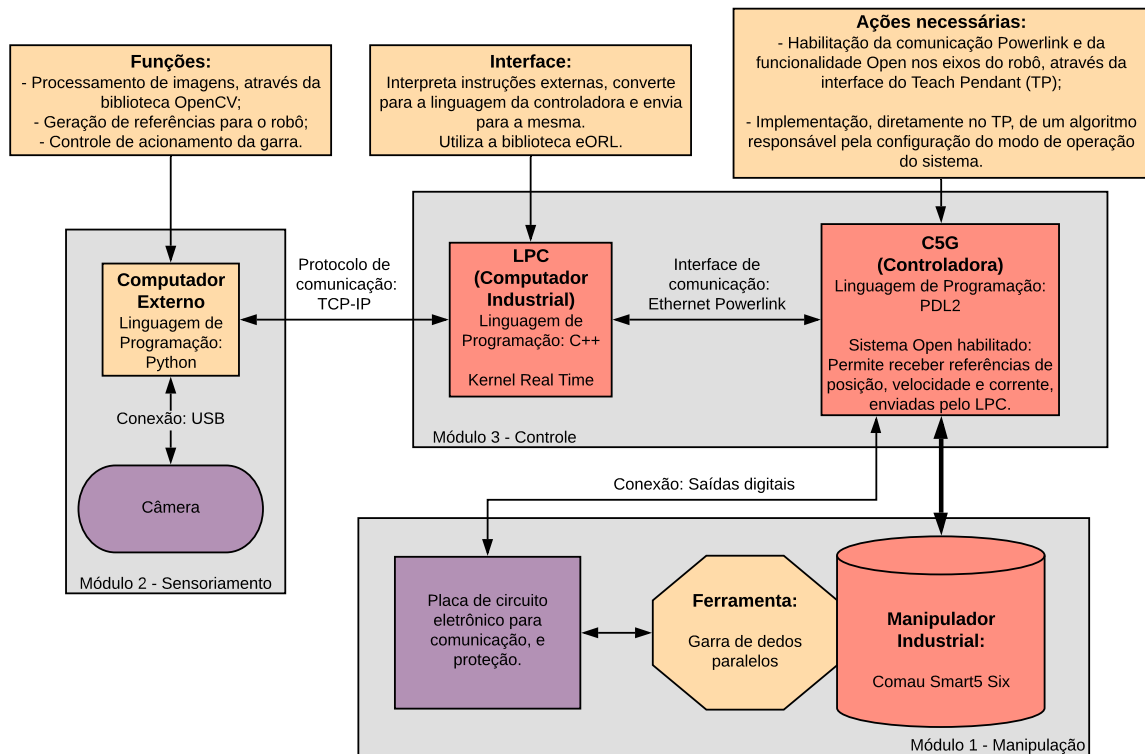 Funções:
- Processamento de imagens, através da
biblioteca OpenCV;
- Geração de referências para o robô;
- Controle de acionamento da garra.
Interface:
Interpreta instruções externas, converte
para a linguagem da controladora e envia
para a mesma.
Utiliza a biblioteca eORL.
Ações necessárias:
- Habilitação da comunicação Powerlink e da
funcionalidade Open nos eixos do robô, através da
interface do Teach Pendant (TP);
- Implementação, diretamente no TP, de um algoritmo
responsável pela configuração do modo de operação
do sistema.
Computador
Externo
Linguagem de
Programação:
Python
Protocolo de
comunicação:
TCP-IP
LPC
(Computador
Industrial)
Linguagem de
Programação: C++
Kernel Real Time
Interface de
comunicação:
Ethernet Powerlink
C5G
(Controladora)
Linguagem de Programação:
PDL2
Sistema Open habilitado:
Permite receber referências de
posição, velocidade e corrente,
enviadas pelo LPC.
Conexão: USB
Módulo 3 - Controle
Câmera
Módulo 2 - Sensoriamento
Conexão: Saídas digitais
Placa de circuito
eletrônico para
comunicação, e
proteção.
Ferramenta:
Garra de dedos
paralelos
Manipulador
Industrial:
Comau Smart5 Six
Módulo 1 - Manipulação